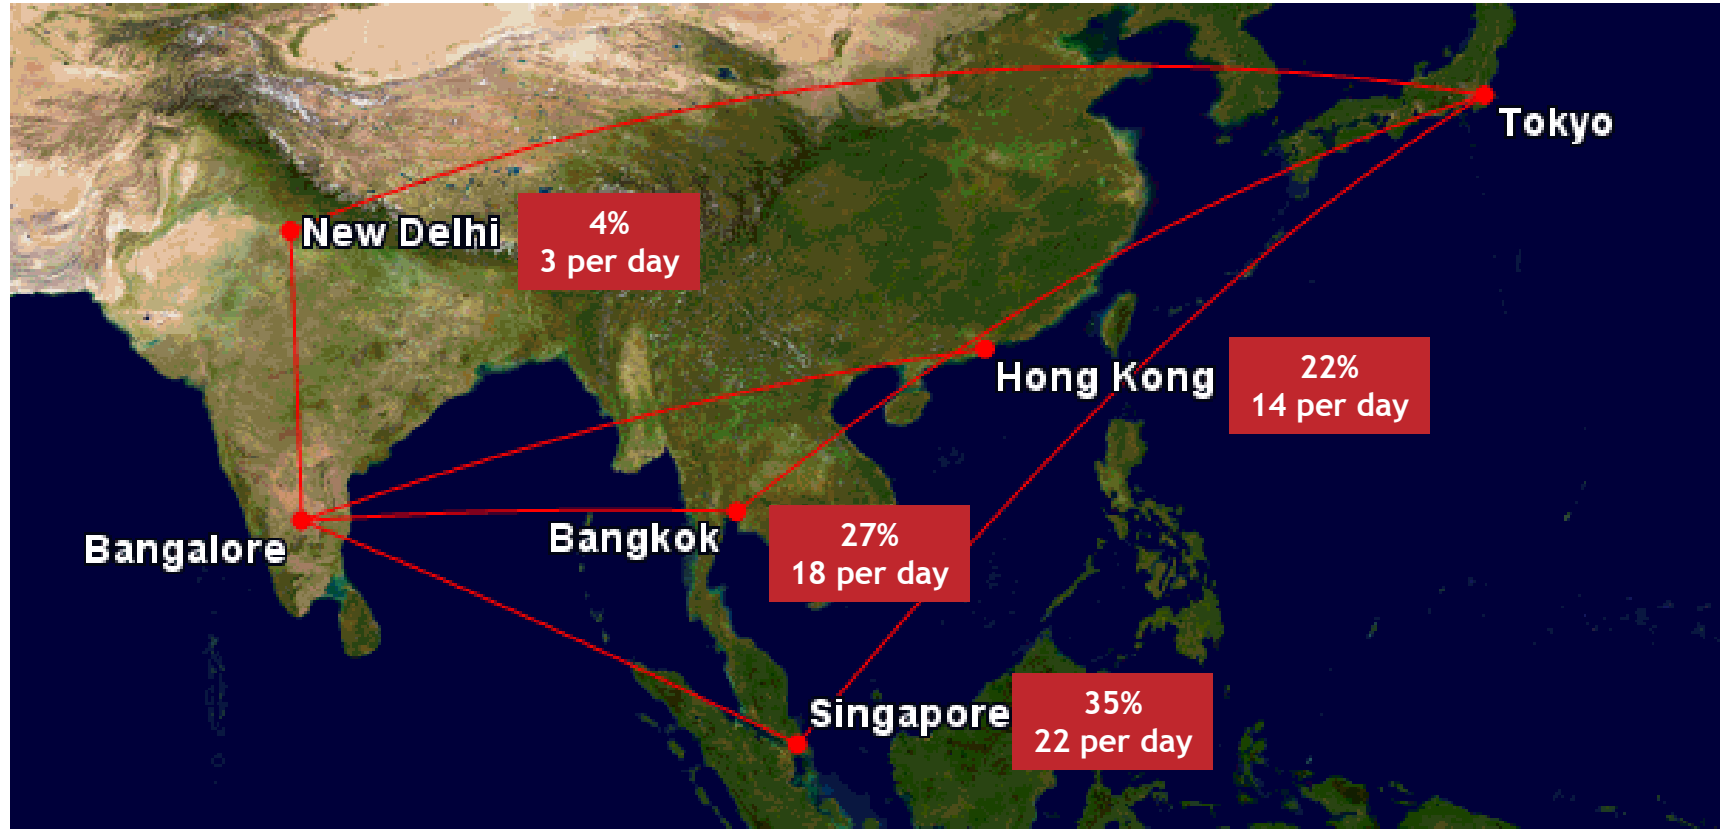 Tokyo
New Delhi
4%
3 per day
Hong Kong
22%
14 per day
Bangalore
Bangkok
27%
18 per day
Singapore
35%
22 per day